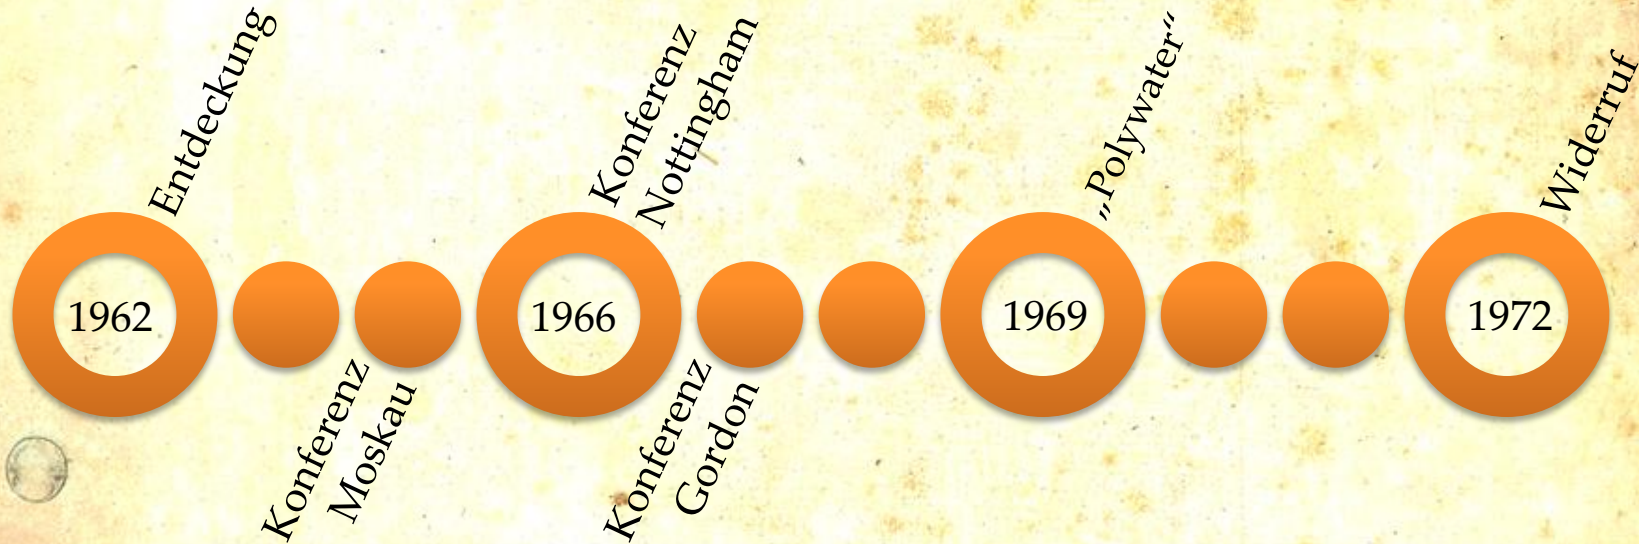 Entdeckung
1962
Konferenz
Moskau
Konferenz
Nottingham
1966
Konferenz
Gordon
„Polywater“
1969
Widerruf
1972